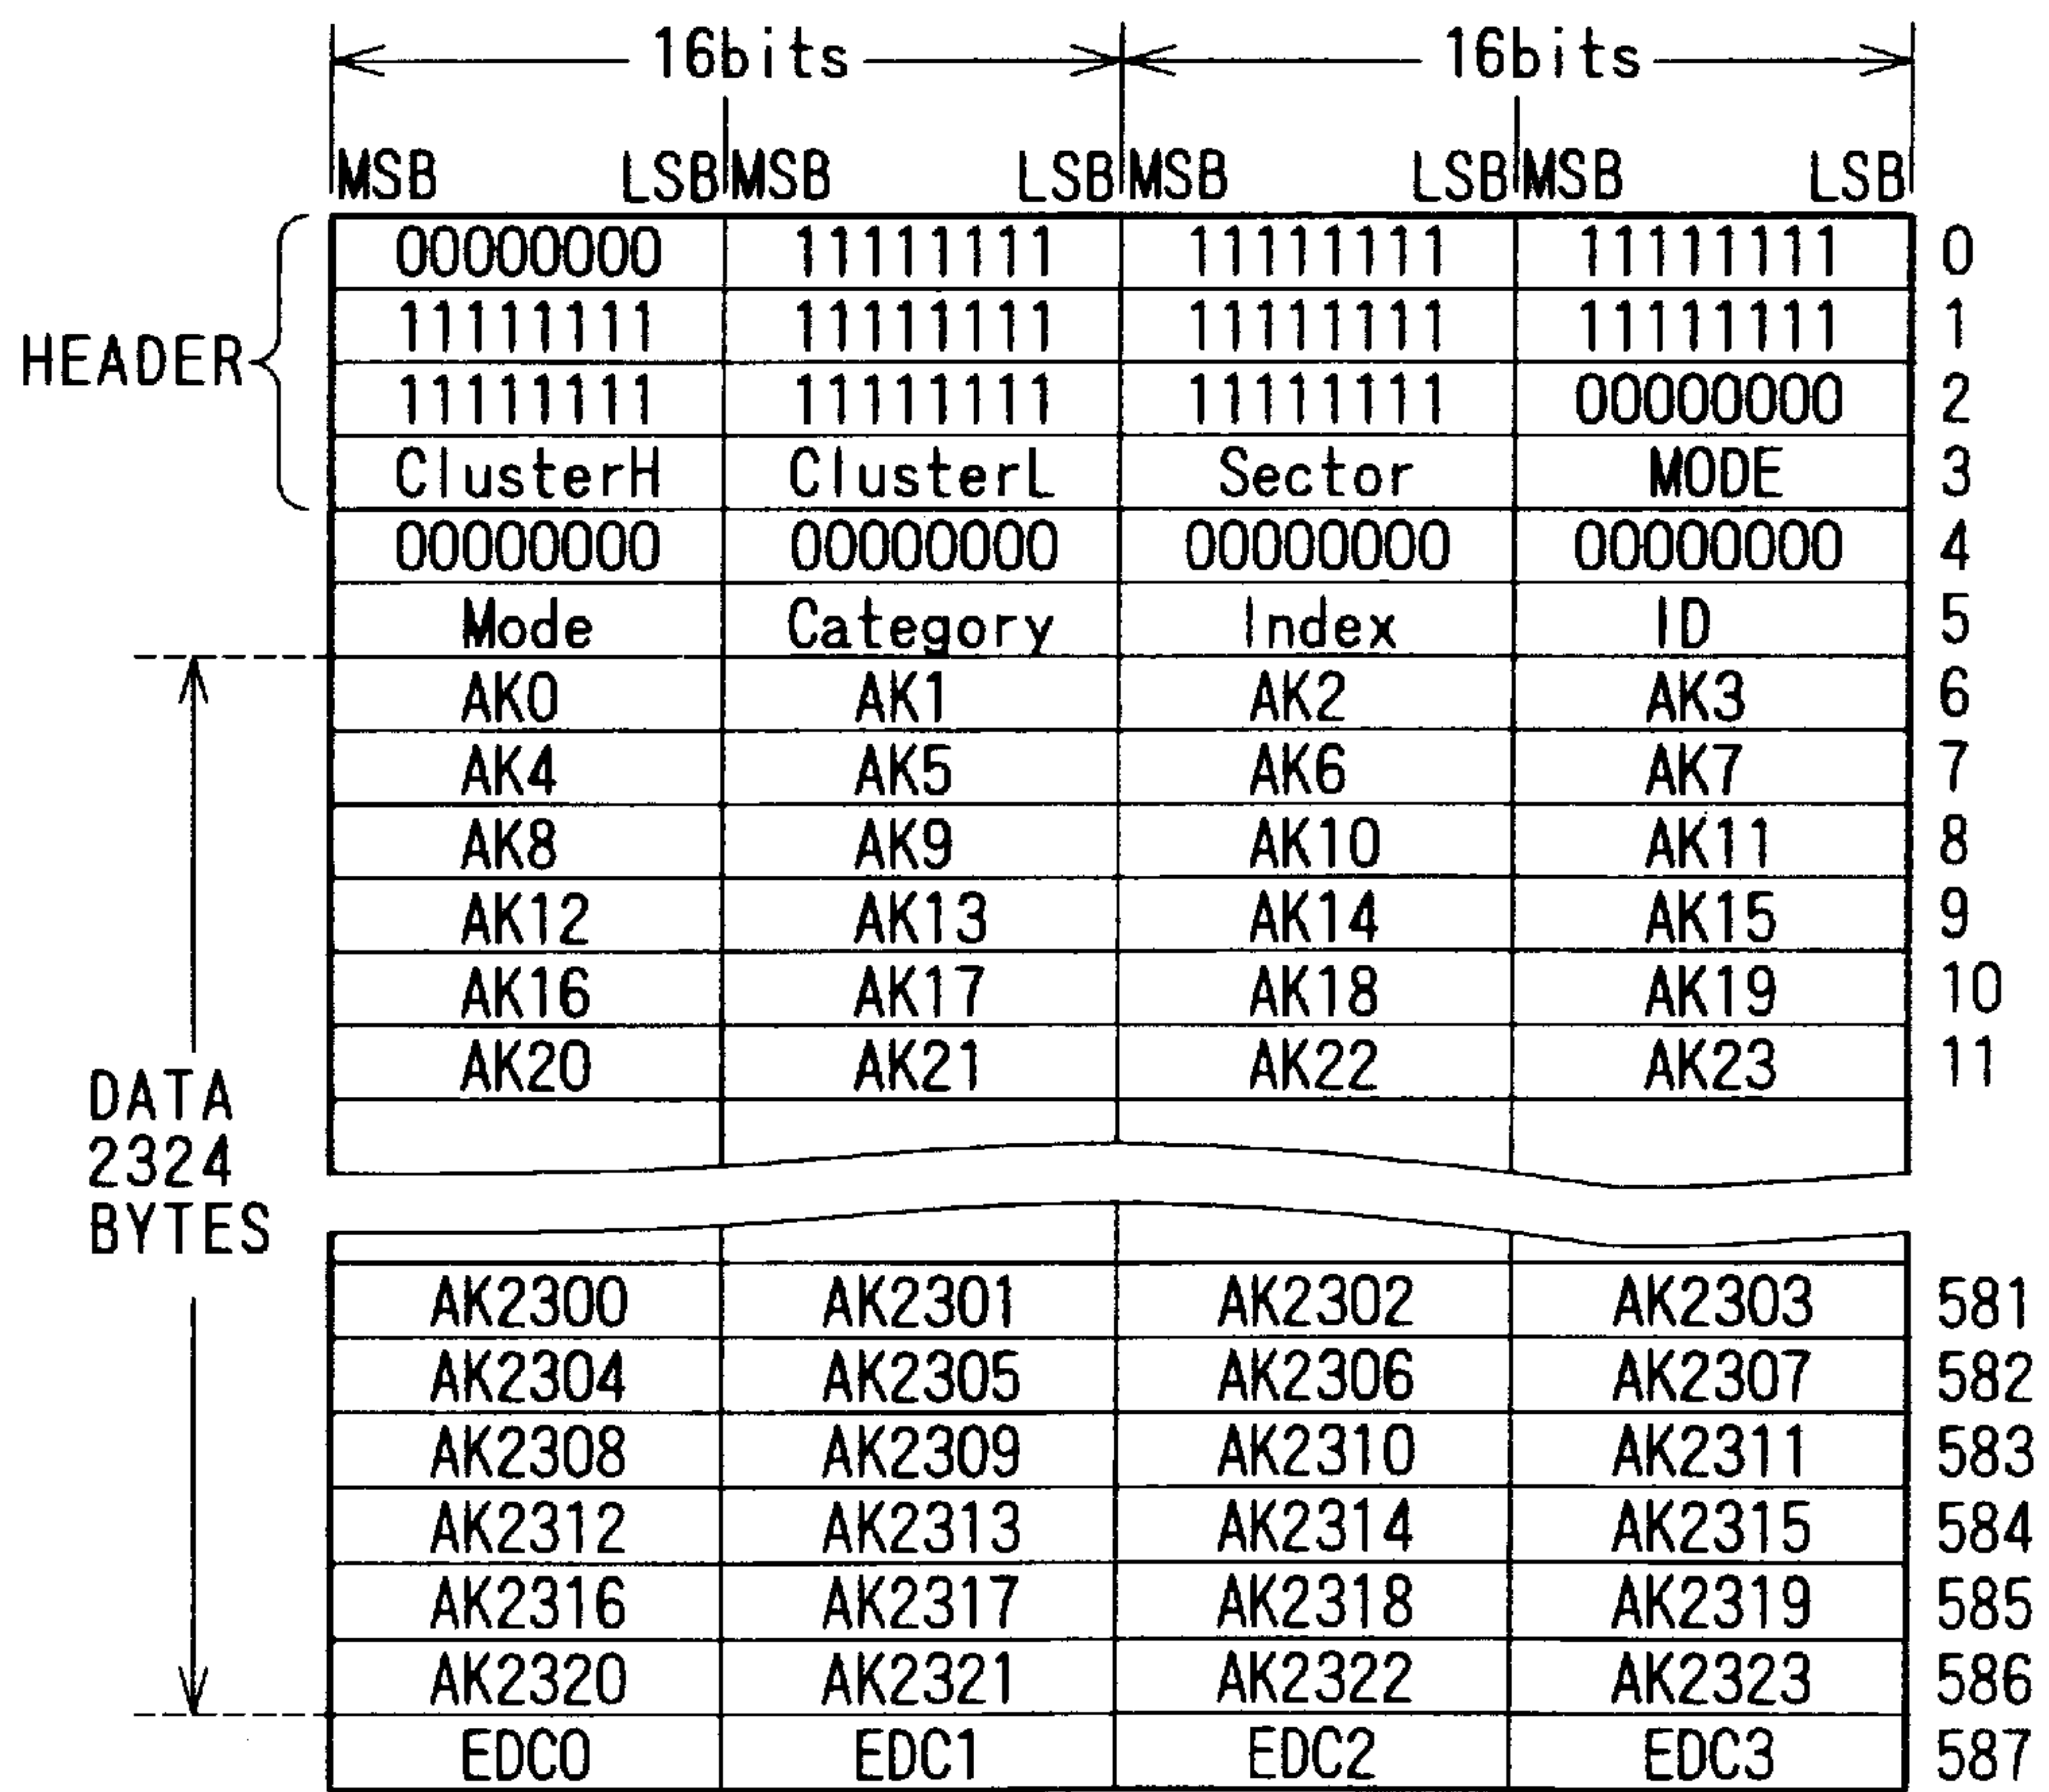 16bits 16bits
MSB LSB MSB LSB MSB LSB MSB LSB
00000000 11111111 11111111 11111111 0
11111111 11111111 11111111 11111111 1
HEADER
11111111 11111111 11111111 00000000 2
ClusterH ClusterL Sector MODE 3
00000000 00000000 00000000 00000000 4
Mode Category Index ID 5
AK0 AK1 AK2 AK3 6
AK4 AK5 AK6 AK7 7
AK8 AK9 AK10 AK11 8
AK12 AK13 AK14 AK15 9
AK16 AK17 AK18 AK19 10
AK20 AK21 AK22 AK23 11
DATA
2324
BYTES
AK2300 AK2301 AK2302 AK2303 581
AK2304 AK2305 AK2306 AK2307 582
AK2308 AK2309 AK2310 AK2311 583
AK2312 AK2313 AK2314 AK2315 584
AK2316 AK2317 AK2318 AK2319 585
AK2320 AK2321 AK2322 AK2323 586
EDC0 EDC1 EDC2 EDC3 587